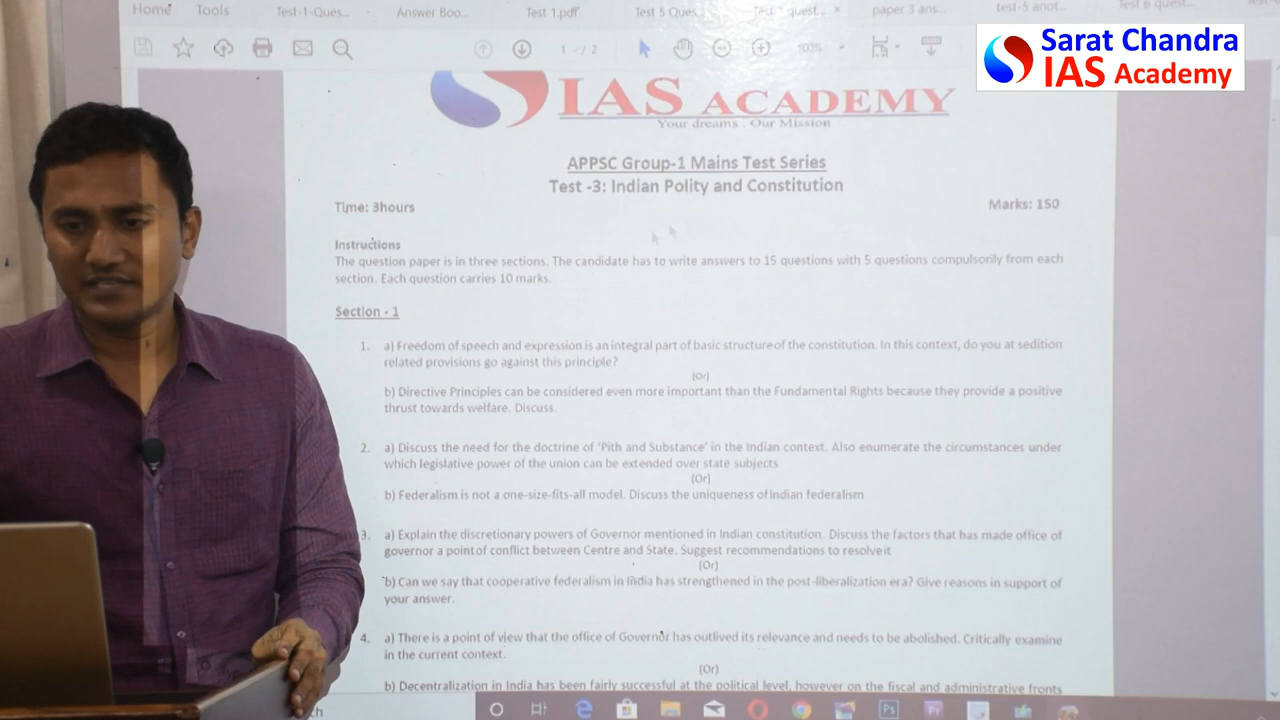 Home Tools Test-1-Ques... Answer Boo... Test 1.pdf Test 5 Ques... quest... × paper 3 ans... test-5 anot... Test 6 quest...
1 / 2
Sarat Chandra
IAS Academy
IAS ACADEMY
Your dreams . Our Mission
APPSC Group-1 Mains Test Series
Test -3: Indian Polity and Constitution
Time: 3hours Marks: 150
Instructions
The question paper is in three sections. The candidate has to write answers to 15 questions with 5 questions compulsorily from each
section. Each question carries 10 marks.
Section - 1
1. a) Freedom of speech and expression is an integral part of basic structure of the constitution. In this context, do you at sedition
related provisions go against this principle?
(Or)
b) Directive Principles can be considered even more important than the Fundamental Rights because they provide a positive
thrust towards welfare. Discuss.
2. a) Discuss the need for the doctrine of 'Pith and Substance' in the Indian context. Also enumerate the circumstances under
which legislative power of the union can be extended over state subjects
(Or)
b) Federalism is not a one-size-fits-all model. Discuss the uniqueness of Indian federalism
3. a) Explain the discretionary powers of Governor mentioned in Indian constitution. Discuss the factors that has made office of
governor a point of conflict between Centre and State. Suggest recommendations to resolve it
(Or)
b) Can we say that cooperative federalism in India has strengthened in the post-liberalization era? Give reasons in support of
your answer.
4. a) There is a point of view that the office of Governor has outlived its relevance and needs to be abolished. Critically examine
in the current context.
(Or)
b) Decentralization in India has been fairly successful at the political level, however on the fiscal and administrative fronts
Ps Pr